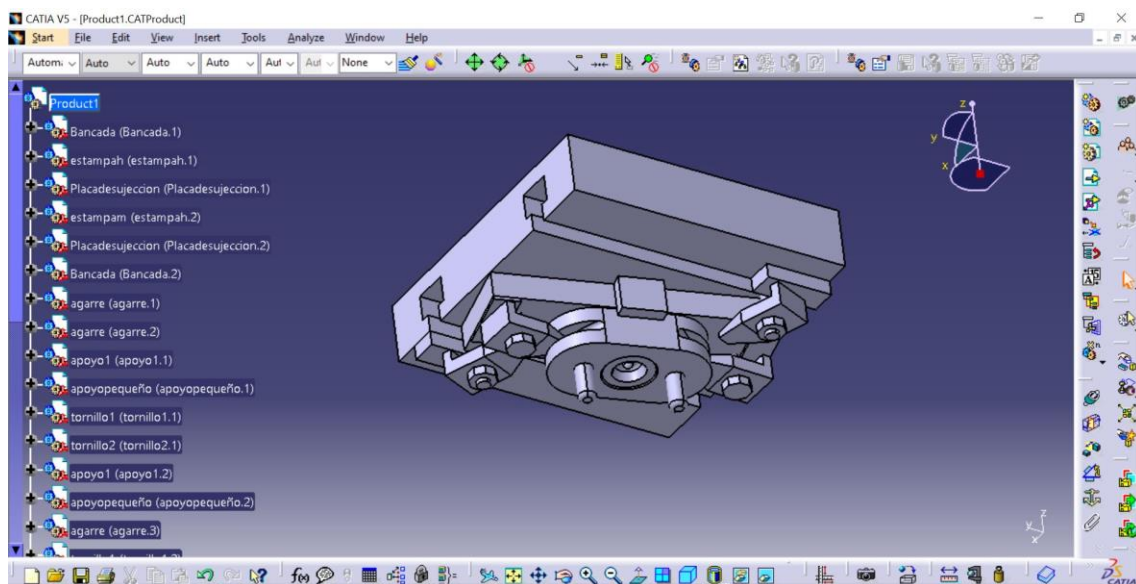 CATIA V5 - [Product1.CATProduct]
Start File Edit View Insert Tools Analyze Window Help
Auto Auto Auto Aut None
Product1
Bancada (Bancada.1)
estampah (estampah.1)
Placadesujeccion (Placadesujeccion.1)
estampam (estampah.2)
Placadesujeccion (Placadesujeccion.2)
Bancada (Bancada.2)
agarre (agarre.1)
agarre (agarre.2)
apoyo1 (apoyo1.1)
apoyopequeño (apoyopequeño.1)
tornillo1 (tornillo1.1)
tornillo2 (tornillo2.1)
apoyo1 (apoyo1.2)
apoyopequeño (apoyopequeño.2)
agarre (agarre.3)
z
y
x
z
y
x
f(x)